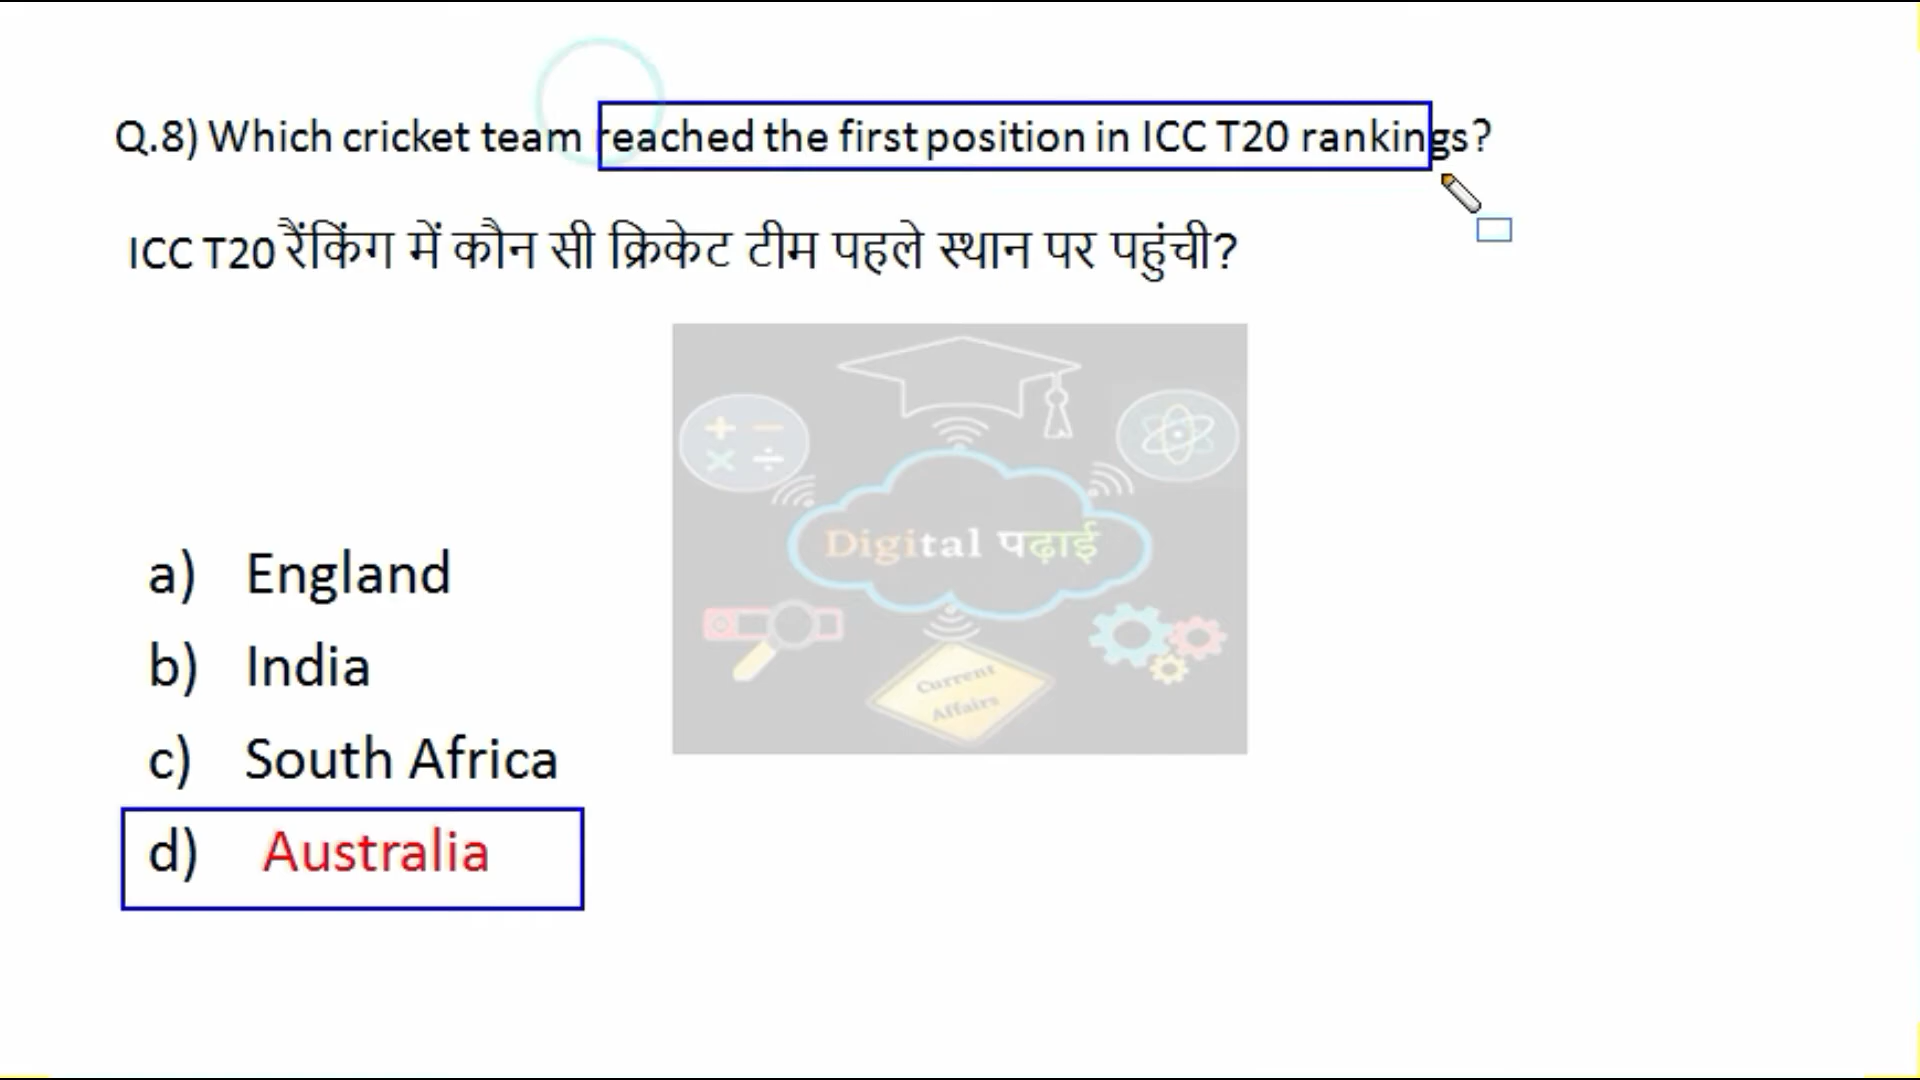 Q.8) Which cricket team reached the first position in ICC T20 rankings?
ICC T20 रैंकिंग में कौन सी क्रिकेट टीम पहले स्थान पर पहुंची?
Digital पढ़ाई
Current
Affairs
a) England
b) India
c) South Africa
d) Australia